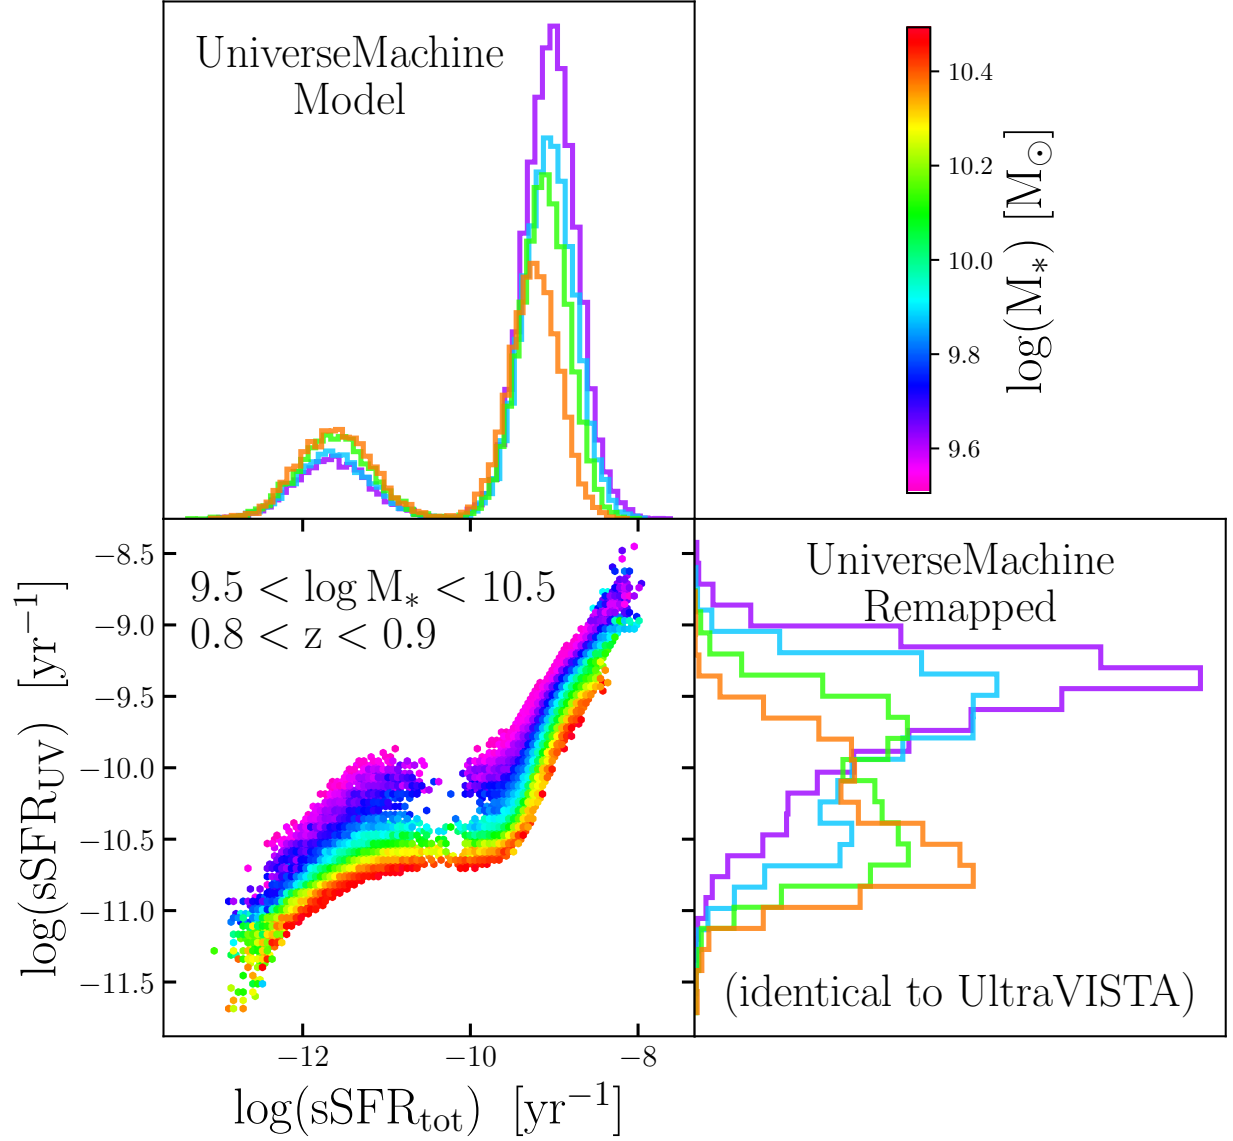 UniverseMachine
Model
10.4
10.2
10.0
9.8
9.6
log(M∗) [M⊙]
−8.5
−9.0
−9.5
−10.0
−10.5
−11.0
−11.5
log(sSFR_UV) [yr⁻¹]
9.5 < log M∗ < 10.5
0.8 < z < 0.9
UniverseMachine
Remapped
(identical to UltraVISTA)
−12 −10 −8
log(sSFR_tot) [yr⁻¹]